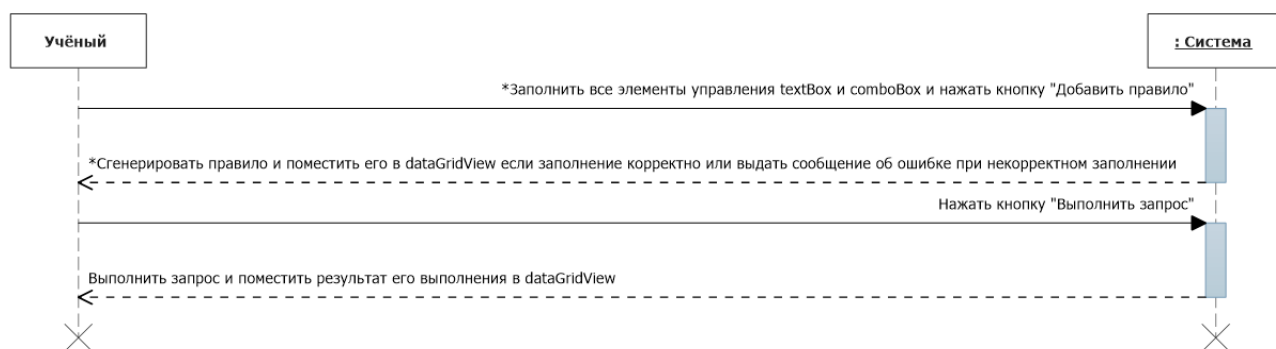 Учёный
: Система
*Заполнить все элементы управления textBox и comboBox и нажать кнопку "Добавить правило"
*Сгенерировать правило и поместить его в dataGridView если заполнение корректно или выдать сообщение об ошибке при некорректном заполнении
Нажать кнопку "Выполнить запрос"
Выполнить запрос и поместить результат его выполнения в dataGridView